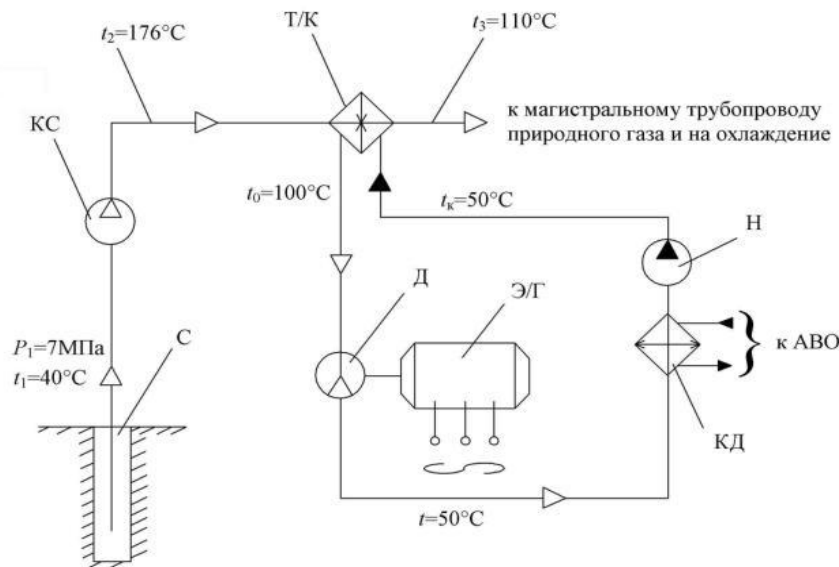 t₂=176°C
Т/К
t₃=110°C
КС
к магистральному трубопроводу
природного газа и на охлаждение
t₀=100°C
tк=50°C
Н
Д
Э/Г
P₁=7МПа
t₁=40°C
С
к АВО
КД
t=50°C